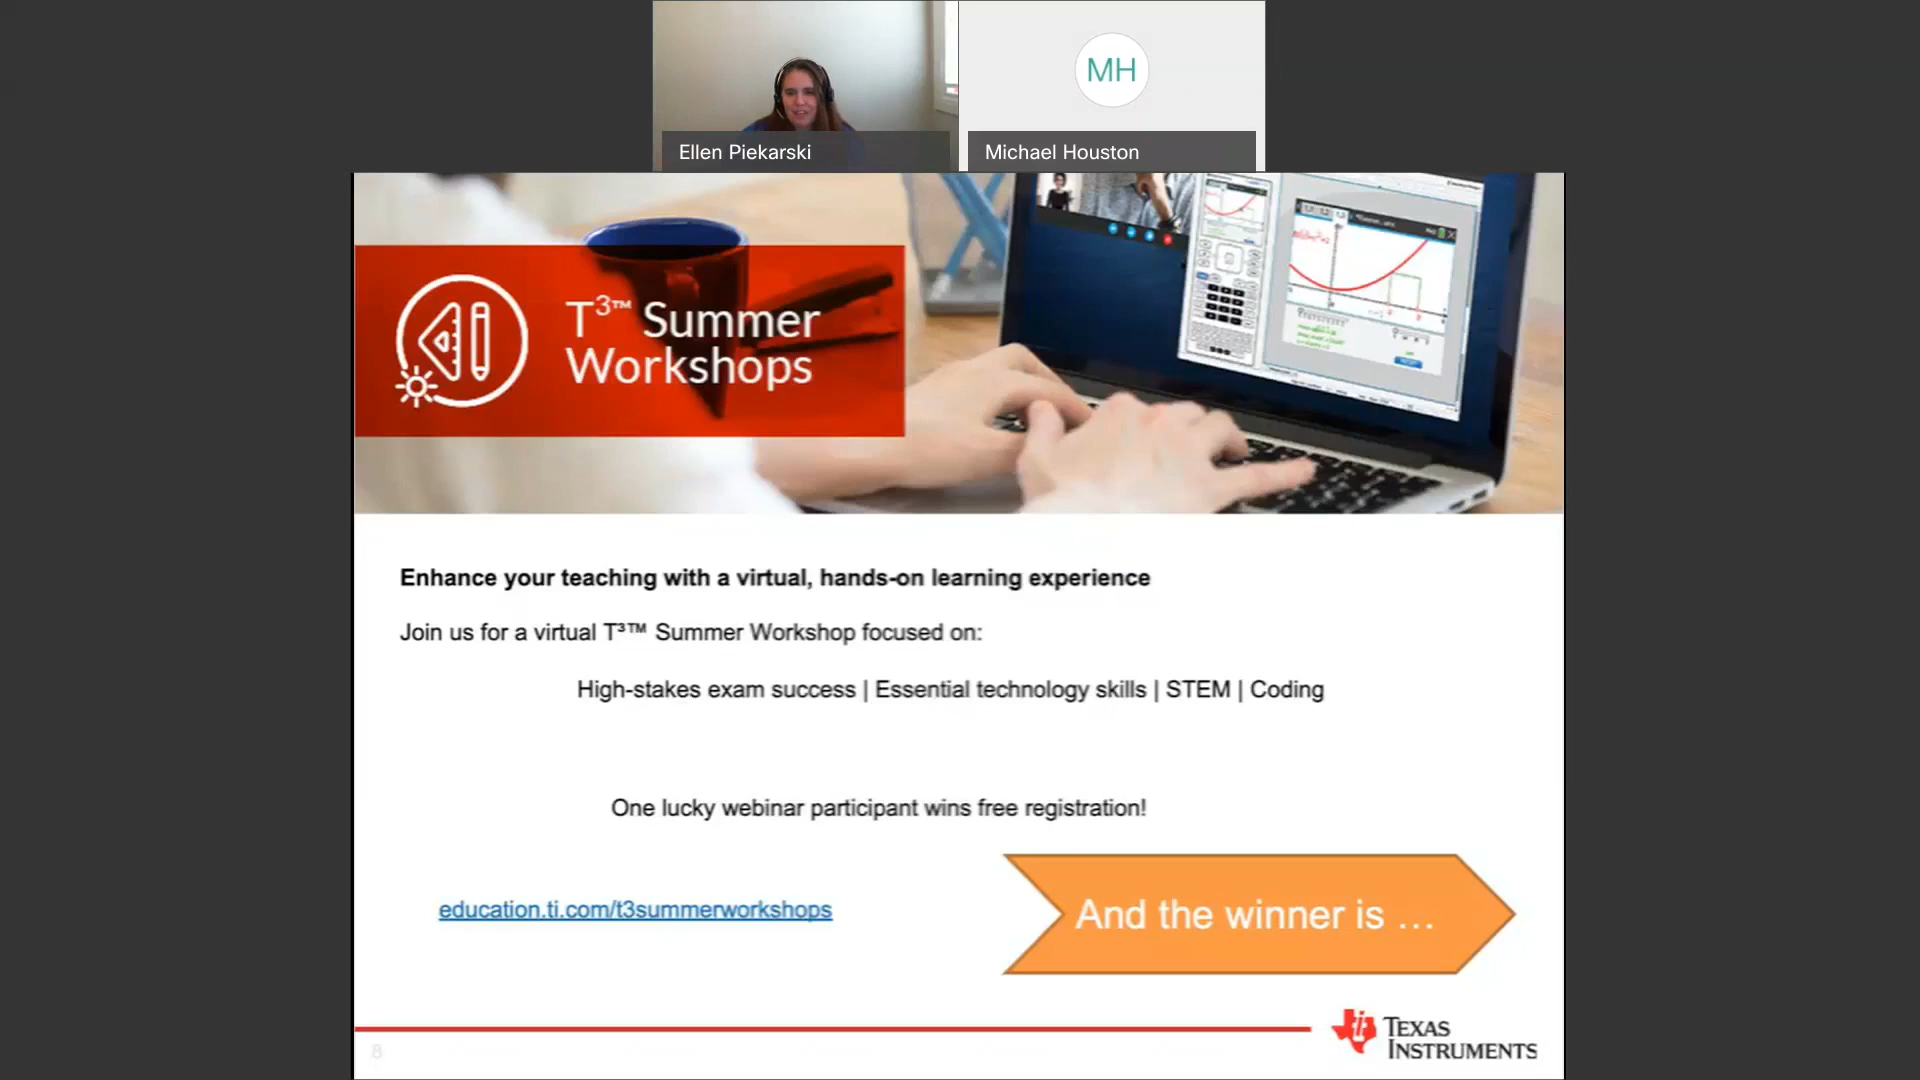 MH
Ellen Piekarski
Michael Houston
T³™ Summer
Workshops
Enhance your teaching with a virtual, hands-on learning experience
Join us for a virtual T³™ Summer Workshop focused on:
High-stakes exam success | Essential technology skills | STEM | Coding
One lucky webinar participant wins free registration!
education.ti.com/t3summerworkshops
And the winner is …
TEXAS
INSTRUMENTS
8